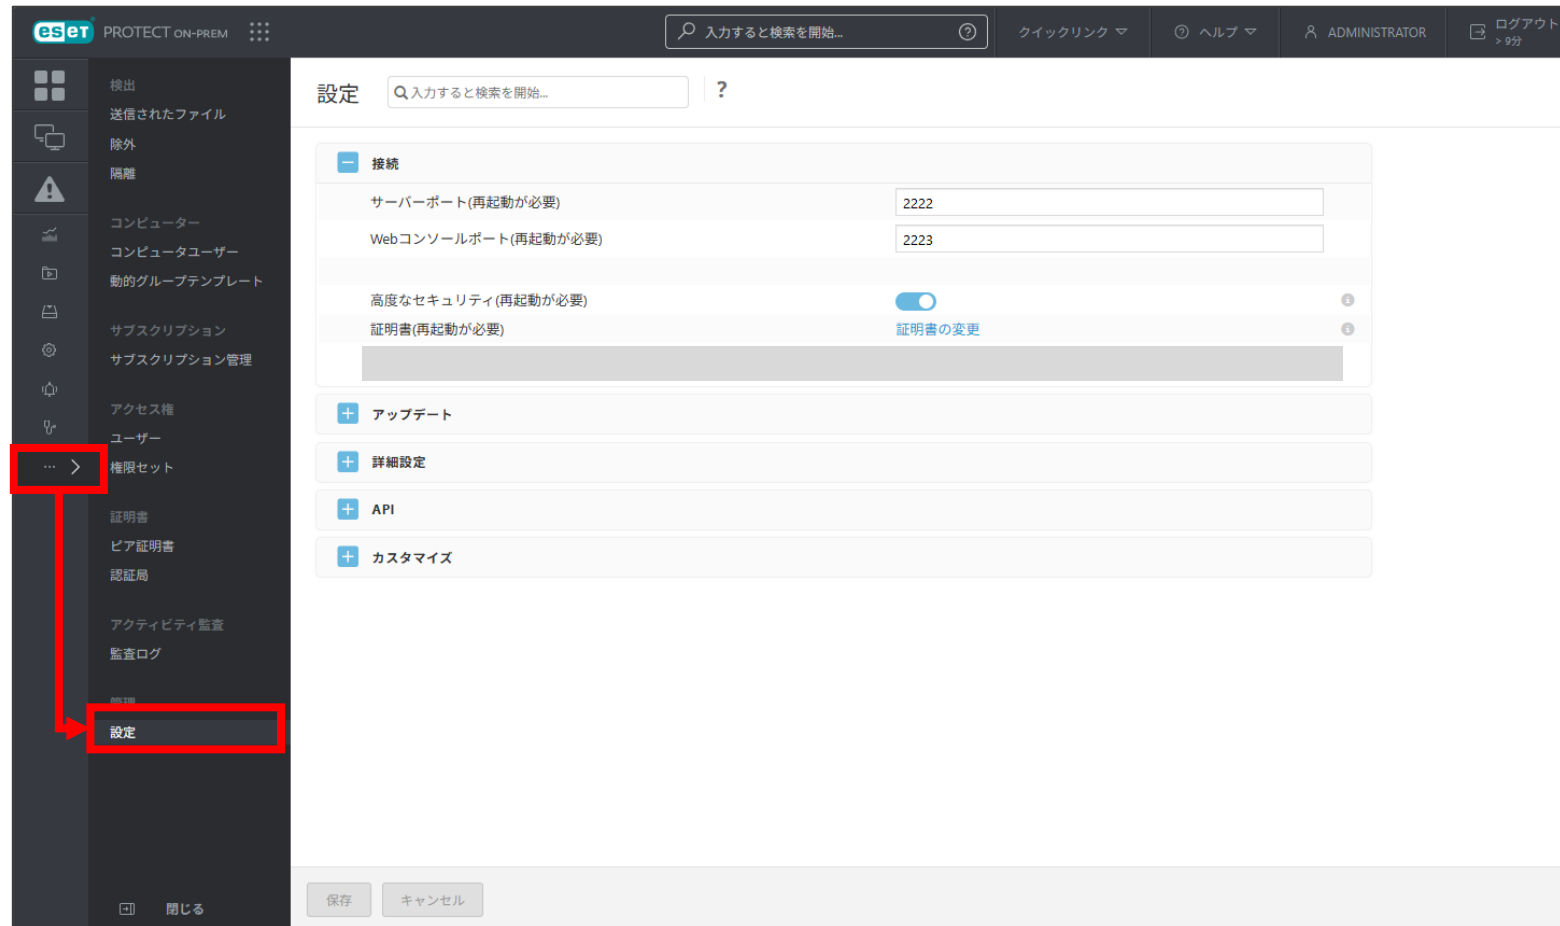 eset PROTECT ON-PREM
入力すると検索を開始...
クイックリンク
ヘルプ
ADMINISTRATOR
ログアウト
> 9分
検出
送信されたファイル
除外
隔離
コンピューター
コンピュータユーザー
動的グループテンプレート
サブスクリプション
サブスクリプション管理
アクセス権
ユーザー
権限セット
証明書
ピア証明書
認証局
アクティビティ監査
監査ログ
管理
設定
閉じる
設定
入力すると検索を開始...
?
接続
サーバーポート(再起動が必要)
2222
Webコンソールポート(再起動が必要)
2223
高度なセキュリティ(再起動が必要)
証明書(再起動が必要)
証明書の変更
アップデート
詳細設定
API
カスタマイズ
保存
キャンセル